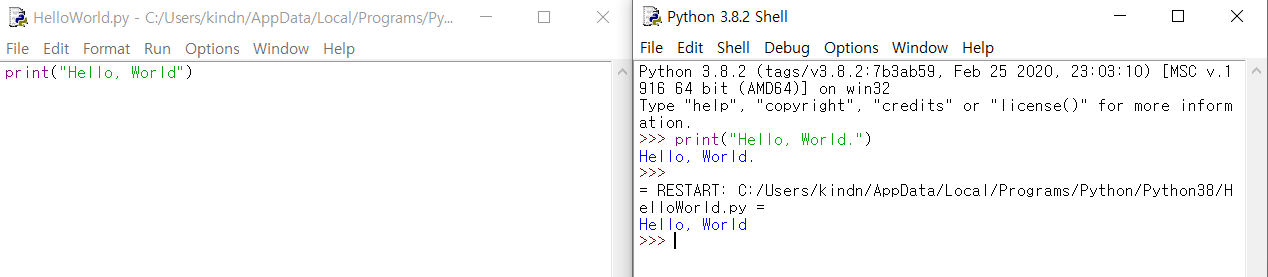 HelloWorld.py - C:/Users/kindn/AppData/Local/Programs/Py...
File Edit Format Run Options Window Help
print("Hello, World")
Python 3.8.2 Shell
File Edit Shell Debug Options Window Help
Python 3.8.2 (tags/v3.8.2:7b3ab59, Feb 25 2020, 23:03:10) [MSC v.1
916 64 bit (AMD64)] on win32
Type "help", "copyright", "credits" or "license()" for more inform
ation.
>>> print("Hello, World.")
Hello, World.
>>>
= RESTART: C:/Users/kindn/AppData/Local/Programs/Python/Python38/H
elloWorld.py =
Hello, World
>>>